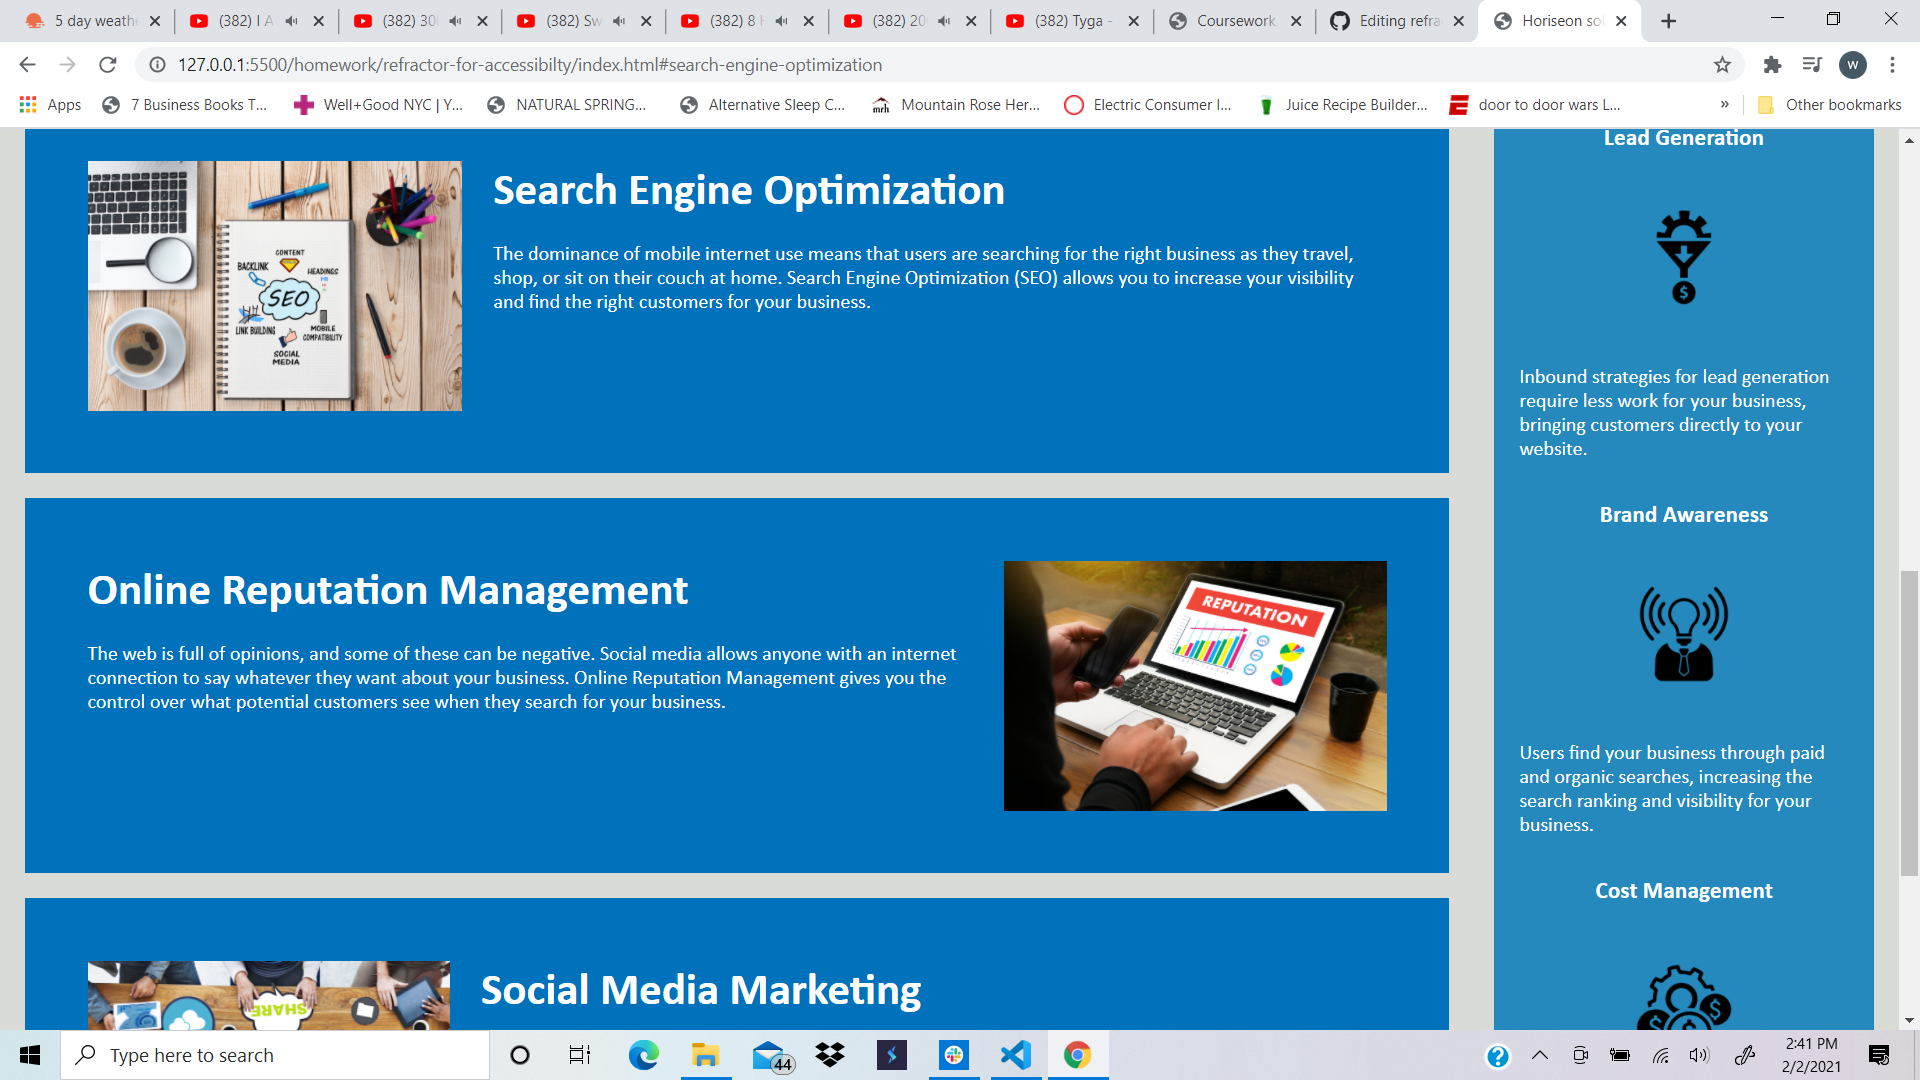 5 day weath
(382) I A
(382) 300
(382) Sw
(382) 8 H
(382) 20
(382) Tyga -
Coursework
Editing refra
Horiseon so
127.0.0.1:5500/homework/refractor-for-accessibilty/index.html#search-engine-optimization
W
Apps
7 Business Books T...
Well+Good NYC | Y...
NATURAL SPRING...
Alternative Sleep C...
mrh
Mountain Rose Her...
Electric Consumer I...
Juice Recipe Builder...
door to door wars L...
»
Other bookmarks
Search Engine Optimization
The dominance of mobile internet use means that users are searching for the right business as they travel,
shop, or sit on their couch at home. Search Engine Optimization (SEO) allows you to increase your visibility
and find the right customers for your business.
CONTENT
BACKLINK
HEADINGS
SEO
LINK BUILDING
MOBILE
COMPATIBILITY
SOCIAL
MEDIA
Online Reputation Management
The web is full of opinions, and some of these can be negative. Social media allows anyone with an internet
connection to say whatever they want about your business. Online Reputation Management gives you the
control over what potential customers see when they search for your business.
REPUTATION
Social Media Marketing
SHARE
Lead Generation
$
Inbound strategies for lead generation
require less work for your business,
bringing customers directly to your
website.
Brand Awareness
Users find your business through paid
and organic searches, increasing the
search ranking and visibility for your
business.
Cost Management
$
$
Type here to search
44
2:41 PM
2/2/2021